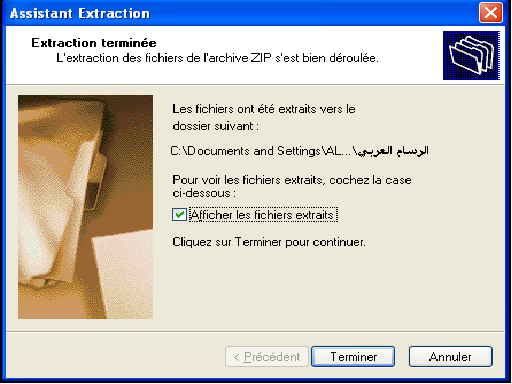 Assistant Extraction
Extraction terminée
L'extraction des fichiers de l'archive ZIP s'est bien déroulée.
Les fichiers ont été extraits vers le
dossier suivant :
C:\Documents and Settings\AL...\الرسام العربي
Pour voir les fichiers extraits, cochez la case
ci-dessous :
Afficher les fichiers extraits
Cliquez sur Terminer pour continuer.
< Précédent
Terminer
Annuler